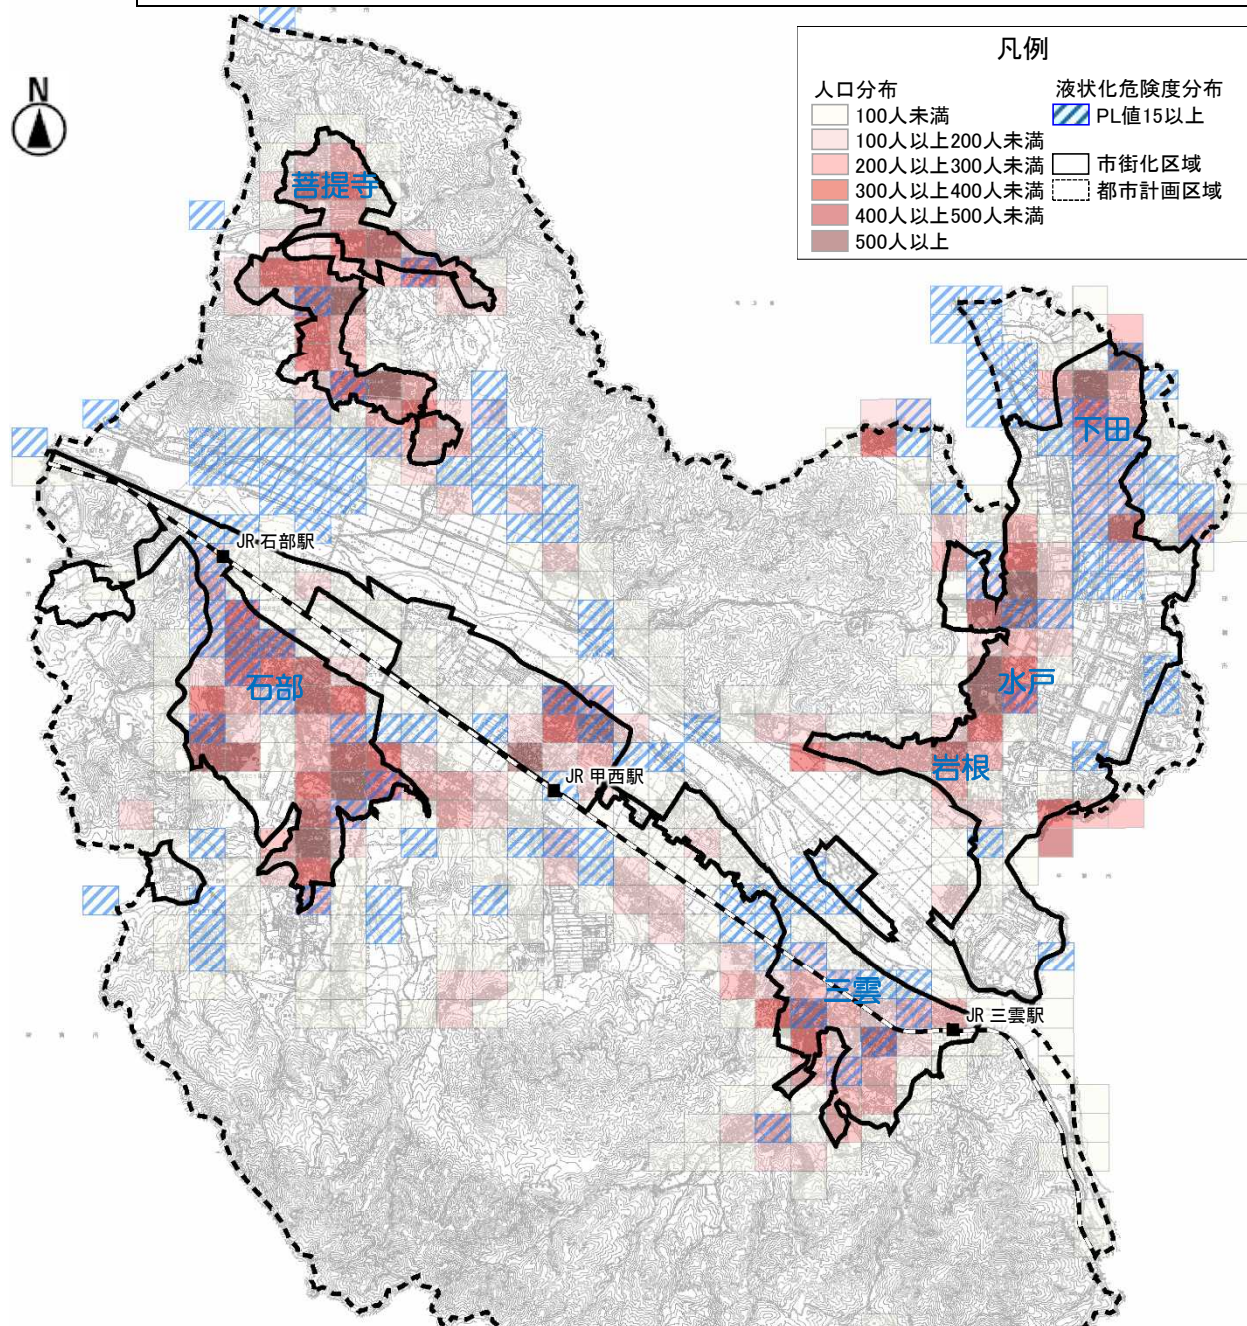 凡例
人口分布
100人未満
100人以上200人未満
200人以上300人未満
300人以上400人未満
400人以上500人未満
500人以上
液状化危険度分布
PL値15以上
市街化区域
都市計画区域
N
菩提寺
下田
JR 石部駅
石部
水戸
岩根
JR 甲西駅
三雲
JR 三雲駅